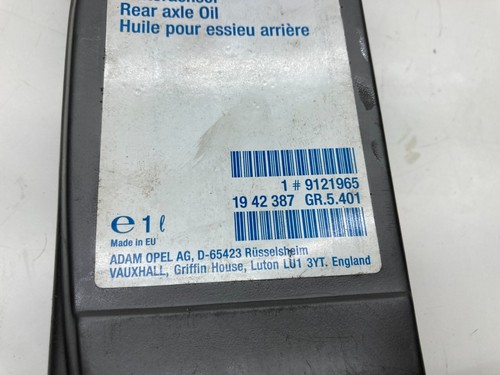 Rear axle Oil
Huile pour essieu arrière
1 # 9121965
19 42 387 GR.5.401
e 1 ℓ
Made in EU
ADAM OPEL AG, D-65423 Rüsselsheim
VAUXHALL, Griffin House, Luton LU1 3YT. England